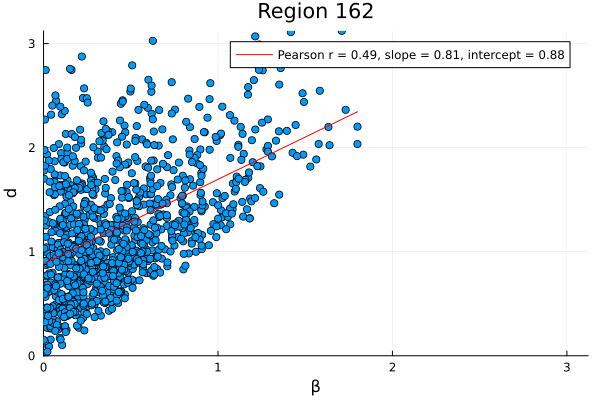 Region 162
Pearson r = 0.49, slope = 0.81, intercept = 0.88
3
2
1
0
d
0 1 2 3
β